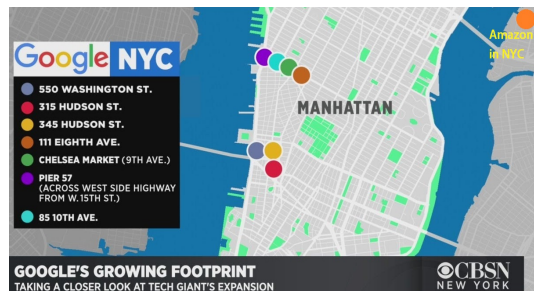 Google NYC
550 WASHINGTON ST.
315 HUDSON ST.
345 HUDSON ST.
111 EIGHTH AVE.
CHELSEA MARKET (9TH AVE.)
PIER 57
(ACROSS WEST SIDE HIGHWAY
FROM W. 15TH ST.)
85 10TH AVE.
MANHATTAN
Amazon
in NYC
GOOGLE'S GROWING FOOTPRINT
TAKING A CLOSER LOOK AT TECH GIANT'S EXPANSION
CBSN
NEW YORK